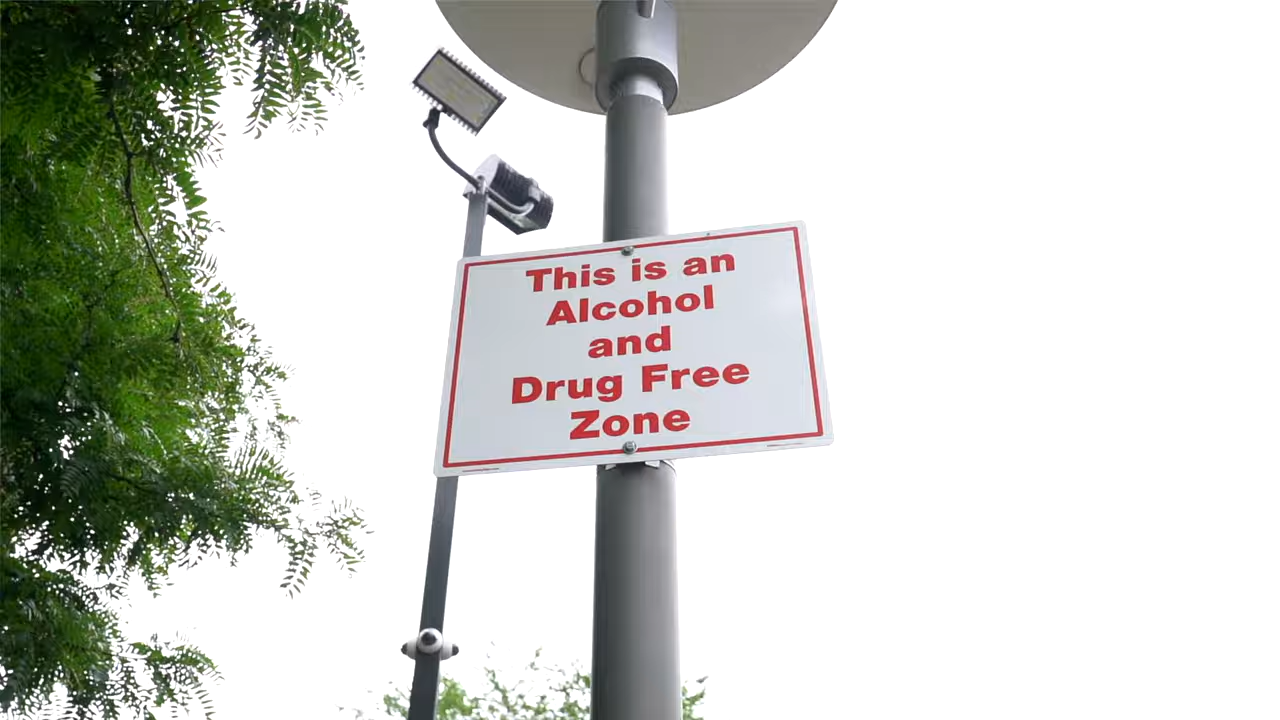 This is an
Alcohol
and
Drug Free
Zone